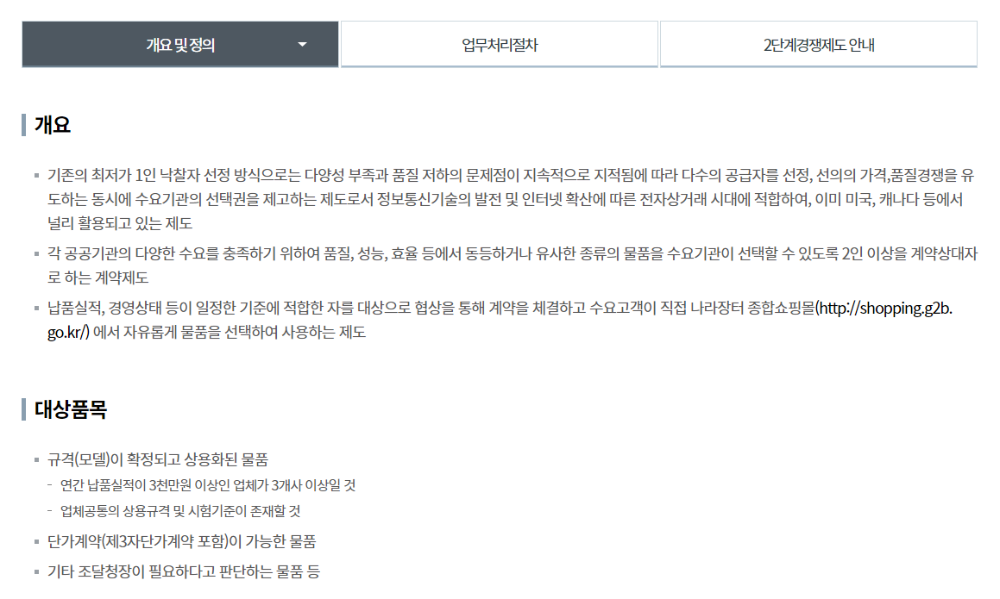 개요 및 정의
업무처리절차
2단계경쟁제도 안내
개요
기존의 최저가 1인 낙찰자 선정 방식으로는 다양성 부족과 품질 저하의 문제점이 지속적으로 지적됨에 따라 다수의 공급자를 선정, 선의의 가격,품질경쟁을 유
도하는 동시에 수요기관의 선택권을 제고하는 제도로서 정보통신기술의 발전 및 인터넷 확산에 따른 전자상거래 시대에 적합하여, 이미 미국, 캐나다 등에서
널리 활용되고 있는 제도
각 공공기관의 다양한 수요를 충족하기 위하여 품질, 성능, 효율 등에서 동등하거나 유사한 종류의 물품을 수요기관이 선택할 수 있도록 2인 이상을 계약상대자
로 하는 계약제도
납품실적, 경영상태 등이 일정한 기준에 적합한 자를 대상으로 협상을 통해 계약을 체결하고 수요고객이 직접 나라장터 종합쇼핑몰(http://shopping.g2b.
go.kr/) 에서 자유롭게 물품을 선택하여 사용하는 제도
대상품목
규격(모델)이 확정되고 상용화된 물품
- 연간 납품실적이 3천만원 이상인 업체가 3개사 이상일 것
- 업체공통의 상용규격 및 시험기준이 존재할 것
단가계약(제3자단가계약 포함)이 가능한 물품
기타 조달청장이 필요하다고 판단하는 물품 등